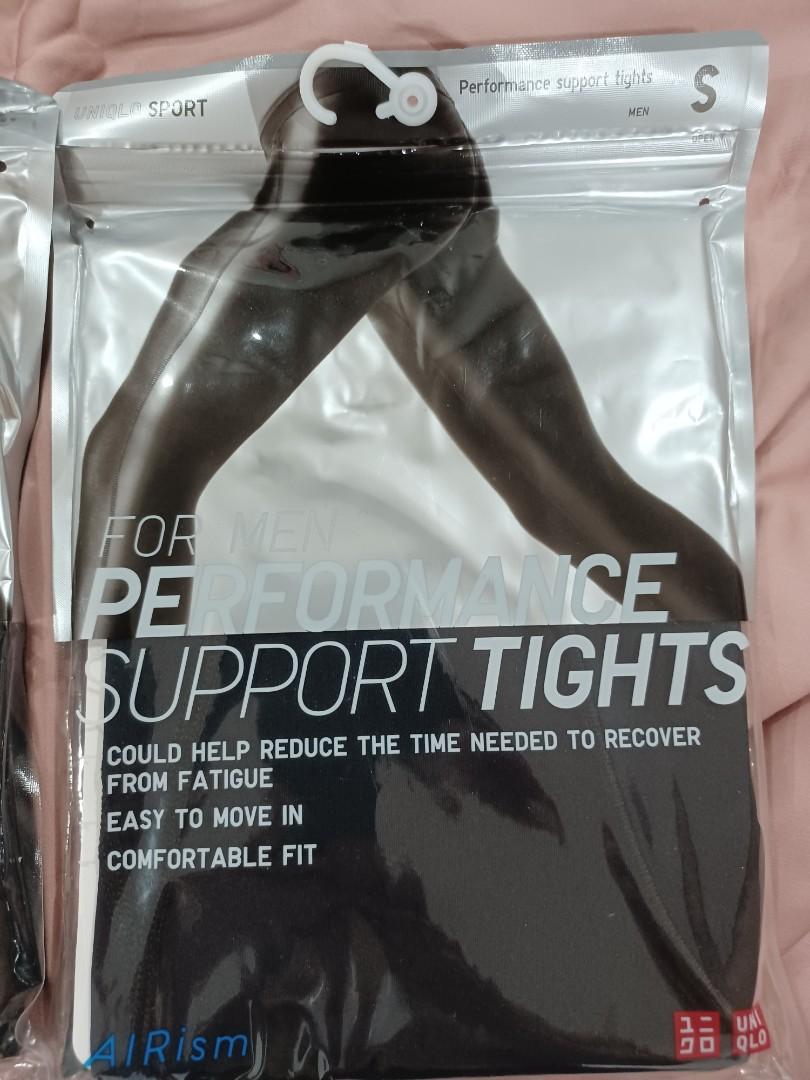 UNIQLO SPORT
Performance support tights
MEN
S
OPEN
FOR MEN
PERFORMANCE
SUPPORT TIGHTS
COULD HELP REDUCE THE TIME NEEDED TO RECOVER
FROM FATIGUE
EASY TO MOVE IN
COMFORTABLE FIT
AIRism
ユニ
クロ
UNI
QLO